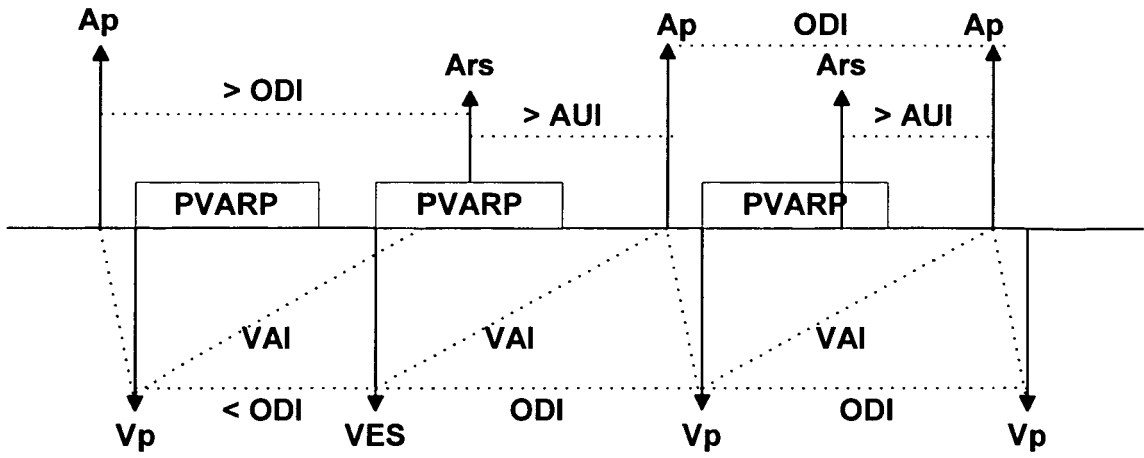 Ap Ap ODI Ap
Ars Ars
> ODI > AUI > AUI
PVARP PVARP PVARP
VAI VAI VAI
< ODI ODI ODI
Vp VES Vp Vp